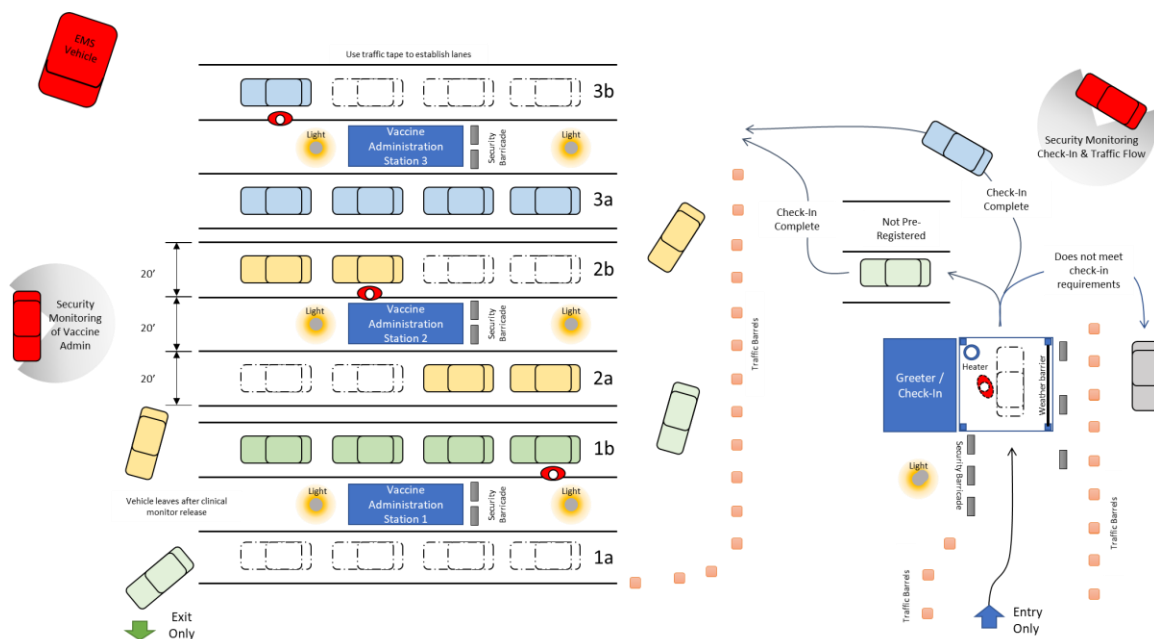 EMS
Vehicle
Use traffic tape to establish lanes
3b
Light
Vaccine
Administration
Station 3
Security
Barricade
Light
3a
2b
20'
Light
Vaccine
Administration
Station 2
Security
Barricade
Light
20'
20'
2a
1b
Light
Vaccine
Administration
Station 1
Security
Barricade
Light
1a
Security
Monitoring
of Vaccine
Admin
Vehicle leaves after clinical
monitor release
Exit
Only
Security Monitoring
Check-In & Traffic Flow
Check-In
Complete
Check-In
Complete
Not Pre-
Registered
Does not meet
check-in
requirements
Traffic Barrels
Greeter /
Check-In
Heater
Weather barrier
Light
Security
Barricade
Traffic Barrels
Traffic Barrels
Entry
Only